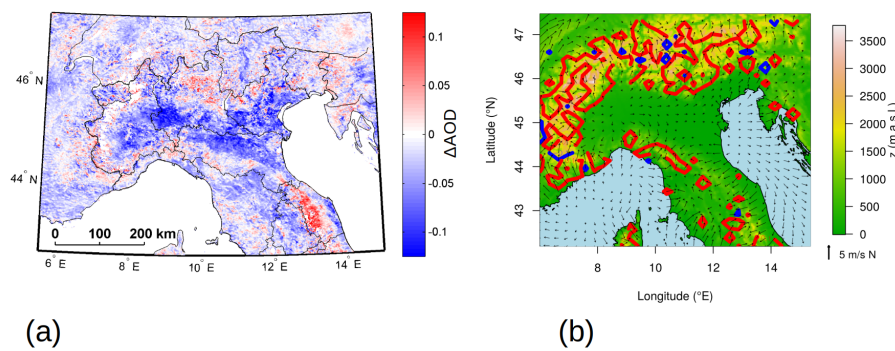 46°N
44°N
6°E
8°E
10°E
12°E
14°E
0 100 200 km
0.1
0.05
0
-0.05
-0.1
ΔAOD
(a)
47
46
45
44
43
Latitude (°N)
8 10 12 14
Longitude (°E)
3500
3000
2500
2000
1500
1000
500
0
(m a.s.l.)
5 m/s N
(b)